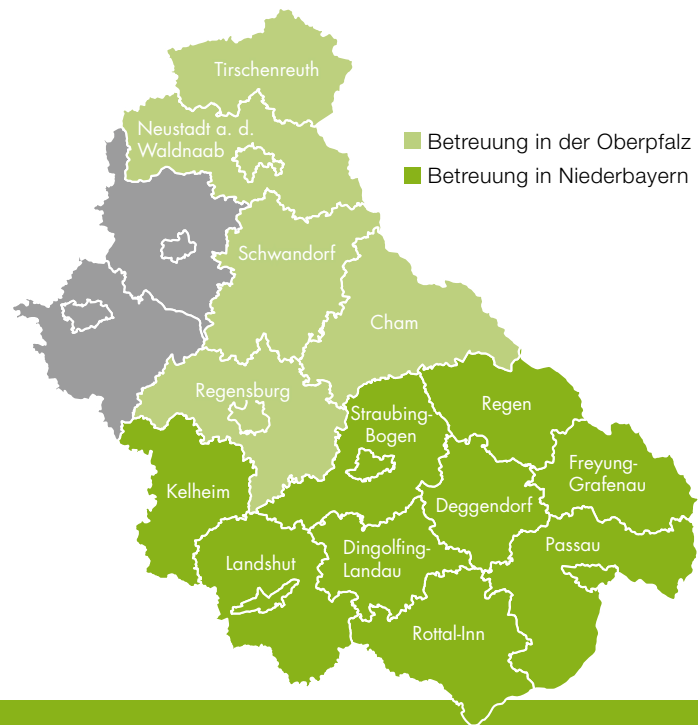 Tirschenreuth
Neustadt a. d.
Waldnaab
Betreuung in der Oberpfalz
Betreuung in Niederbayern
Schwandorf
Cham
Regensburg
Straubing-
Bogen
Regen
Freyung-
Grafenau
Kelheim
Deggendorf
Passau
Landshut
Dingolfing-
Landau
Rottal-Inn